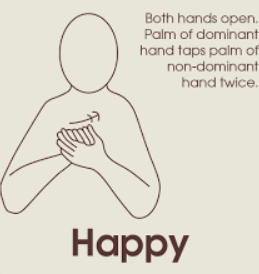 Both hands open.
Palm of dominant
hand taps palm of
non-dominant
hand twice.
Happy